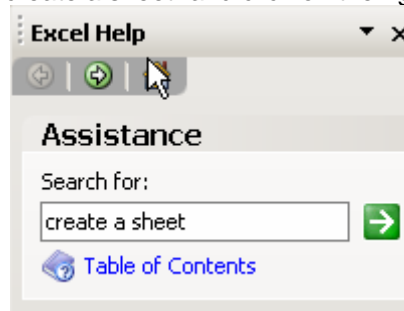 Excel Help
Assistance
Search for:
create a sheet
Table of Contents